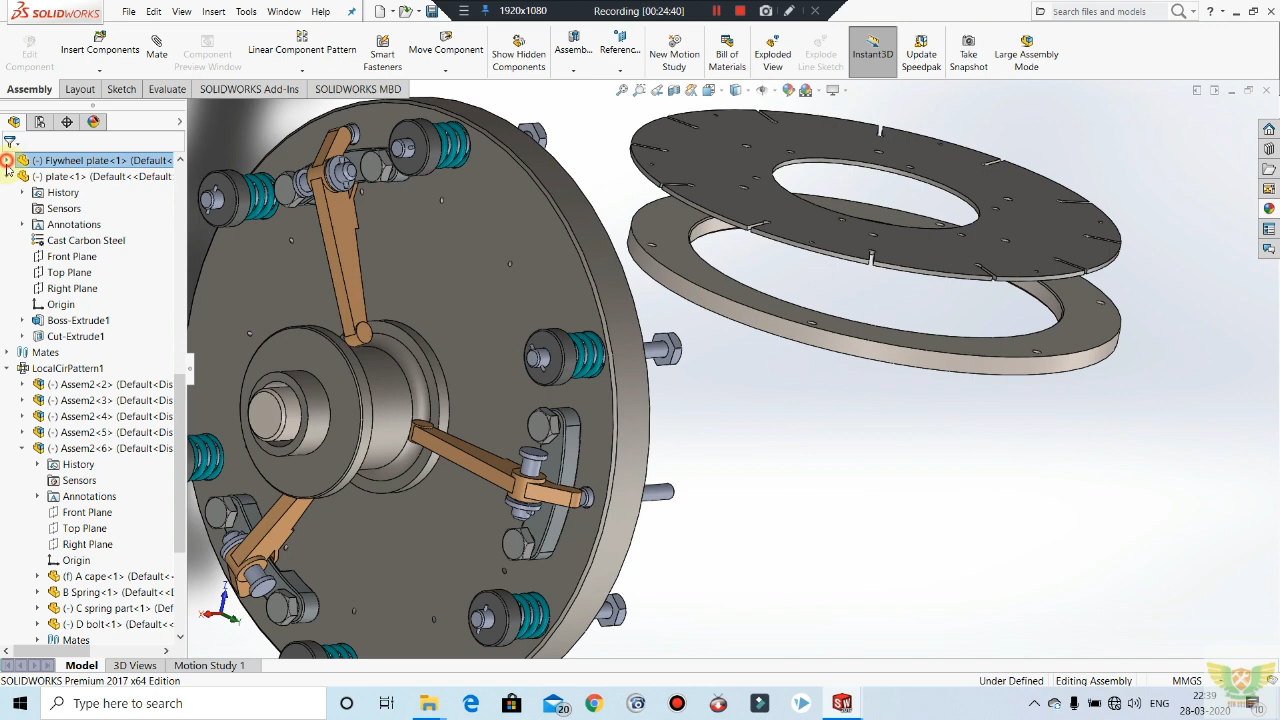 SOLIDWORKS
File Edit View Insert Tools Window Help
1920x1080 Recording [00:24:40]
Search files and models
Edit Component
Insert Components
Mate
Component Preview Window
Linear Component Pattern
Smart Fasteners
Move Component
Show Hidden Components
Assemb...
Referenc...
New Motion Study
Bill of Materials
Exploded View
Explode Line Sketch
Instant3D
Update Speedpak
Take Snapshot
Large Assembly Mode
Assembly Layout Sketch Evaluate SOLIDWORKS Add-Ins SOLIDWORKS MBD
(-) Flywheel plate<1> (Default<
(-) plate<1> (Default<<Default
History
Sensors
Annotations
Cast Carbon Steel
Front Plane
Top Plane
Right Plane
Origin
Boss-Extrude1
Cut-Extrude1
Mates
LocalCirPattern1
(-) Assem2<2> (Default<Dis
(-) Assem2<3> (Default<Dis
(-) Assem2<4> (Default<Dis
(-) Assem2<5> (Default<Dis
(-) Assem2<6> (Default<Dis
History
Sensors
Annotations
Front Plane
Top Plane
Right Plane
Origin
(f) A cape<1> (Default<<
B Spring<1> (Default<<
(-) C spring part<1> (Def
(-) D bolt<1> (Default<<
Mates
Model 3D Views Motion Study 1
SOLIDWORKS Premium 2017 x64 Edition
Under Defined Editing Assembly MMGS
Type here to search
20
ENG
22:39
28-03-2020
10